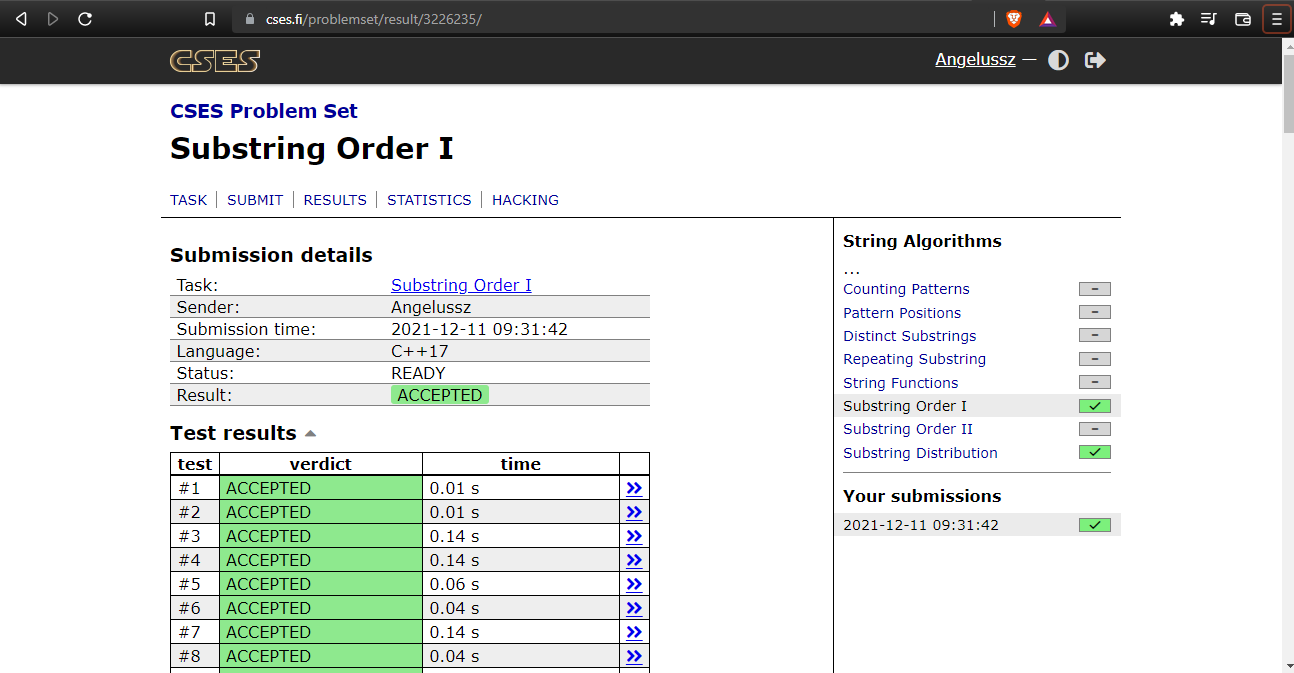 cses.fi/problemset/result/3226235/
CSES
Angelussz —
CSES Problem Set
Substring Order I
TASK | SUBMIT | RESULTS | STATISTICS | HACKING
Submission details
Task: Substring Order I
Sender: Angelussz
Submission time: 2021-12-11 09:31:42
Language: C++17
Status: READY
Result: ACCEPTED
Test results
test verdict time
#1 ACCEPTED 0.01 s »
#2 ACCEPTED 0.01 s »
#3 ACCEPTED 0.14 s »
#4 ACCEPTED 0.14 s »
#5 ACCEPTED 0.06 s »
#6 ACCEPTED 0.04 s »
#7 ACCEPTED 0.14 s »
#8 ACCEPTED 0.04 s »
String Algorithms
...
Counting Patterns –
Pattern Positions –
Distinct Substrings –
Repeating Substring –
String Functions –
Substring Order I ✓
Substring Order II –
Substring Distribution ✓
Your submissions
2021-12-11 09:31:42 ✓